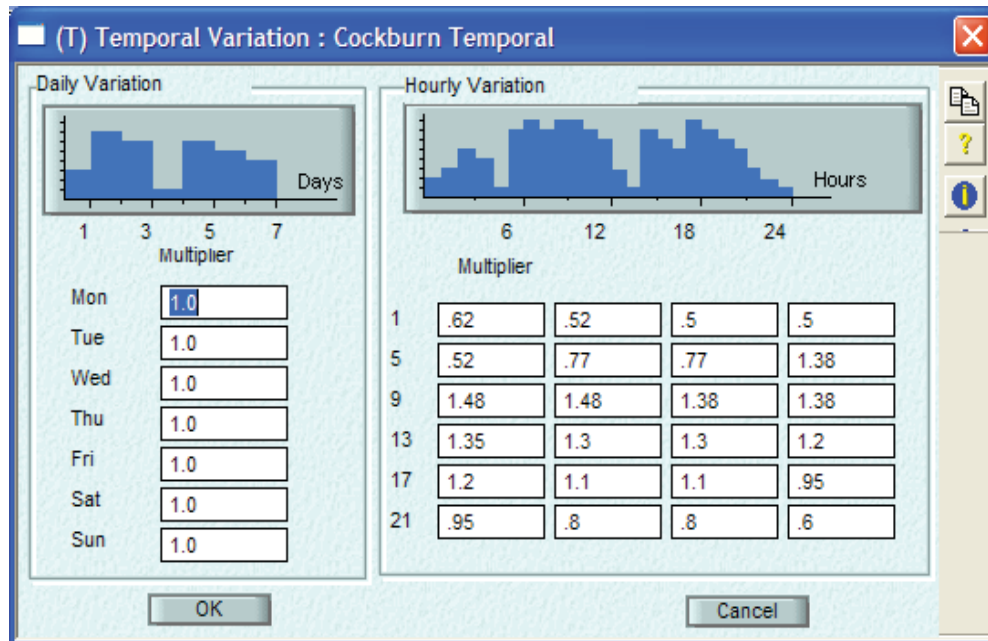 (T) Temporal Variation : Cockburn Temporal
Daily Variation
Days
1 3 5 7
Multiplier
Mon 1.0
Tue 1.0
Wed 1.0
Thu 1.0
Fri 1.0
Sat 1.0
Sun 1.0
OK
Hourly Variation
Hours
6 12 18 24
Multiplier
1 .62 .52 .5 .5
5 .52 .77 .77 1.38
9 1.48 1.48 1.38 1.38
13 1.35 1.3 1.3 1.2
17 1.2 1.1 1.1 .95
21 .95 .8 .8 .6
Cancel
?
i